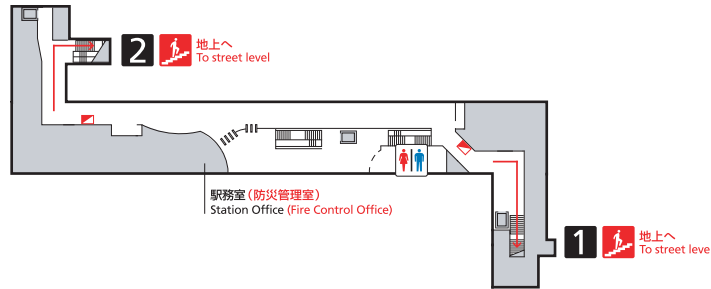 2
地上へ
To street level
駅務室(防災管理室)
Station Office (Fire Control Office)
1
地上へ
To street leve